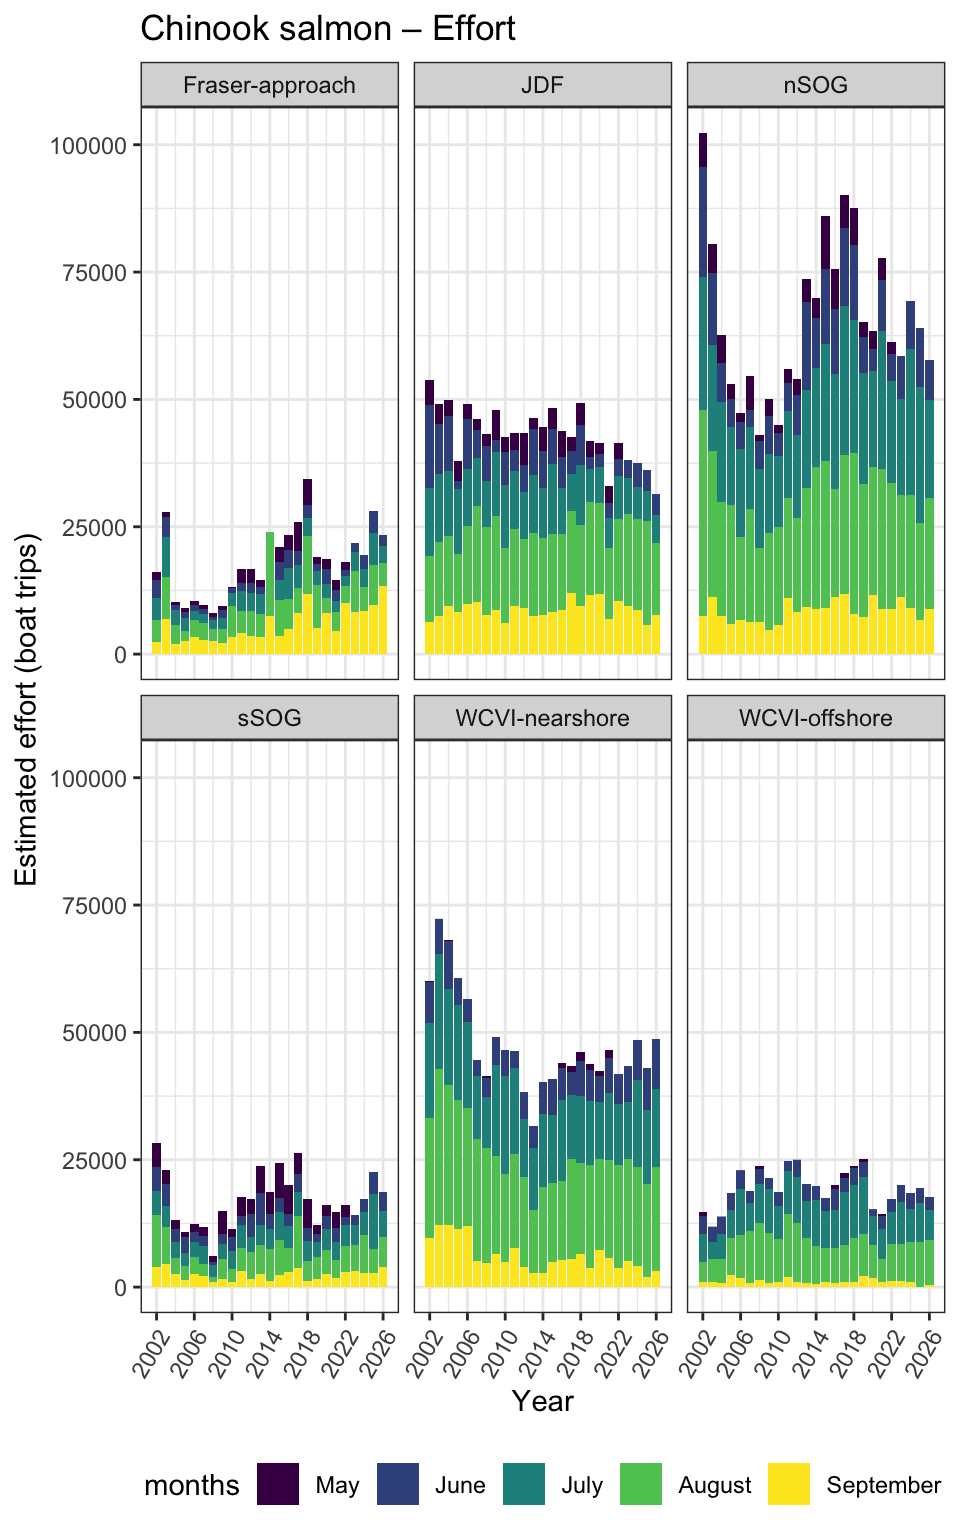 Chinook salmon – Effort
Fraser-approach
JDF
nSOG
100000
75000
50000
25000
0
sSOG
WCVI-nearshore
WCVI-offshore
100000
75000
50000
25000
0
Estimated effort (boat trips)
2002 2006 2010 2014 2018 2022 2026
2002 2006 2010 2014 2018 2022 2026
2002 2006 2010 2014 2018 2022 2026
Year
months May June July August September